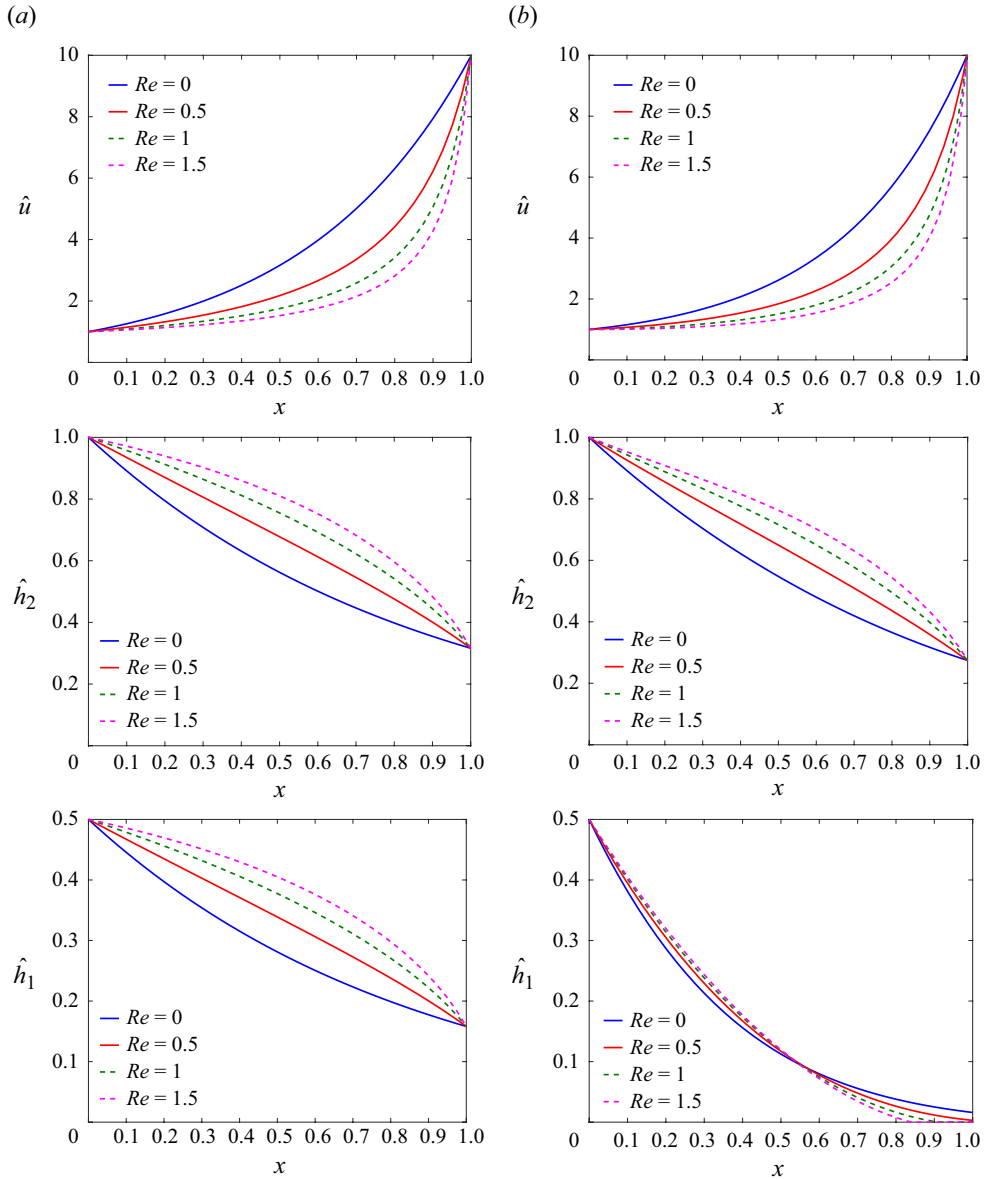 (a)
10
8
6
4
2
0
û
Re = 0
Re = 0.5
Re = 1
Re = 1.5
0.1 0.2 0.3 0.4 0.5 0.6 0.7 0.8 0.9 1.0
x
(b)
10
8
6
4
2
0
û
Re = 0
Re = 0.5
Re = 1
Re = 1.5
0.1 0.2 0.3 0.4 0.5 0.6 0.7 0.8 0.9 1.0
x
1.0
0.8
0.6
0.4
0.2
0
ĥ2
Re = 0
Re = 0.5
Re = 1
Re = 1.5
0.1 0.2 0.3 0.4 0.5 0.6 0.7 0.8 0.9 1.0
x
1.0
0.8
0.6
0.4
0.2
0
ĥ2
Re = 0
Re = 0.5
Re = 1
Re = 1.5
0.1 0.2 0.3 0.4 0.5 0.6 0.7 0.8 0.9 1.0
x
0.5
0.4
0.3
0.2
0.1
0
ĥ1
Re = 0
Re = 0.5
Re = 1
Re = 1.5
0.1 0.2 0.3 0.4 0.5 0.6 0.7 0.8 0.9 1.0
x
0.5
0.4
0.3
0.2
0.1
0
ĥ1
Re = 0
Re = 0.5
Re = 1
Re = 1.5
0.1 0.2 0.3 0.4 0.5 0.6 0.7 0.8 0.9 1.0
x